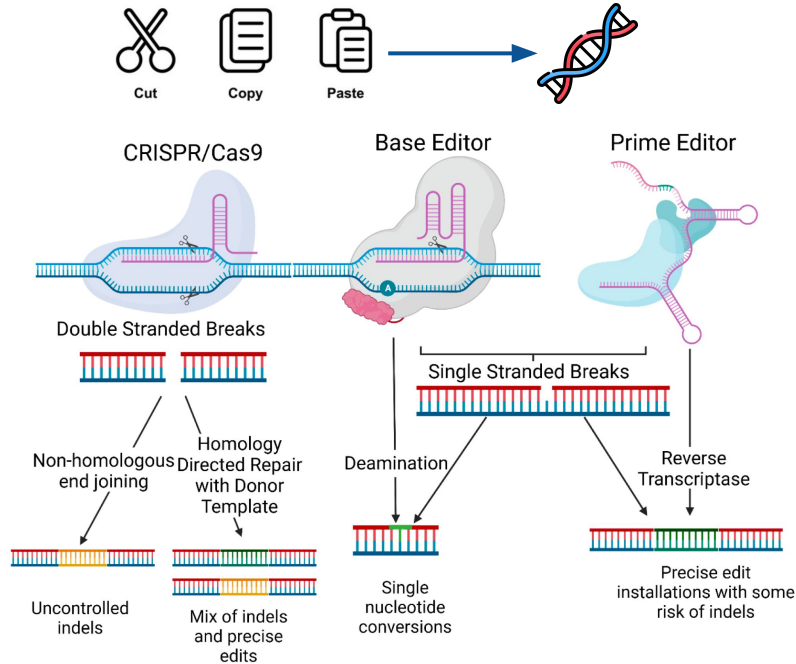 Cut
Copy
Paste
CRISPR/Cas9
Base Editor
Prime Editor
A
Double Stranded Breaks
Single Stranded Breaks
Non-homologous
end joining
Homology
Directed Repair
with Donor
Template
Deamination
Reverse
Transcriptase
Uncontrolled
indels
Mix of indels
and precise
edits
Single
nucleotide
conversions
Precise edit
installations with some
risk of indels